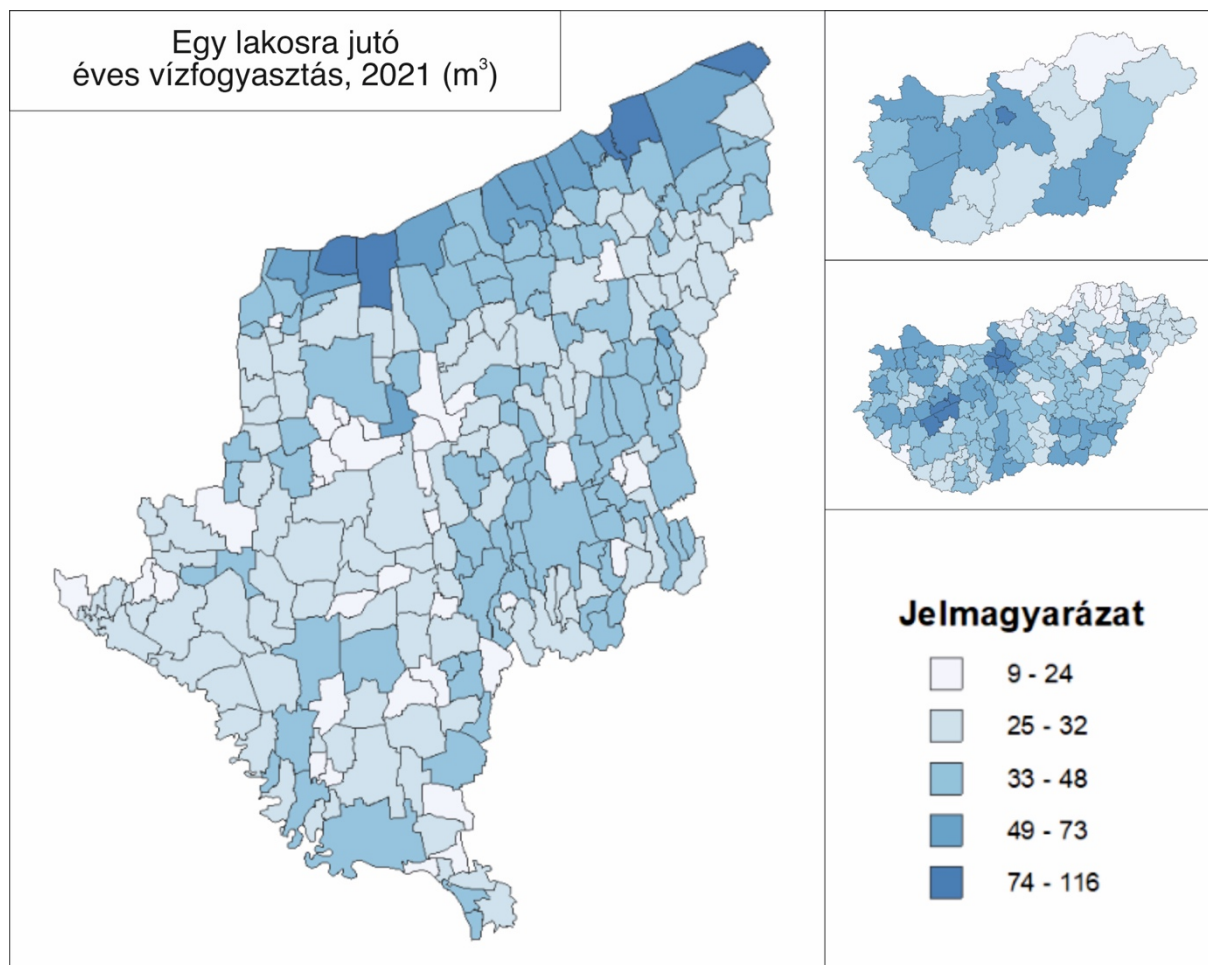 Egy lakosra jutó
éves vízfogyasztás, 2021 (m³)
Jelmagyarázat
9 - 24
25 - 32
33 - 48
49 - 73
74 - 116